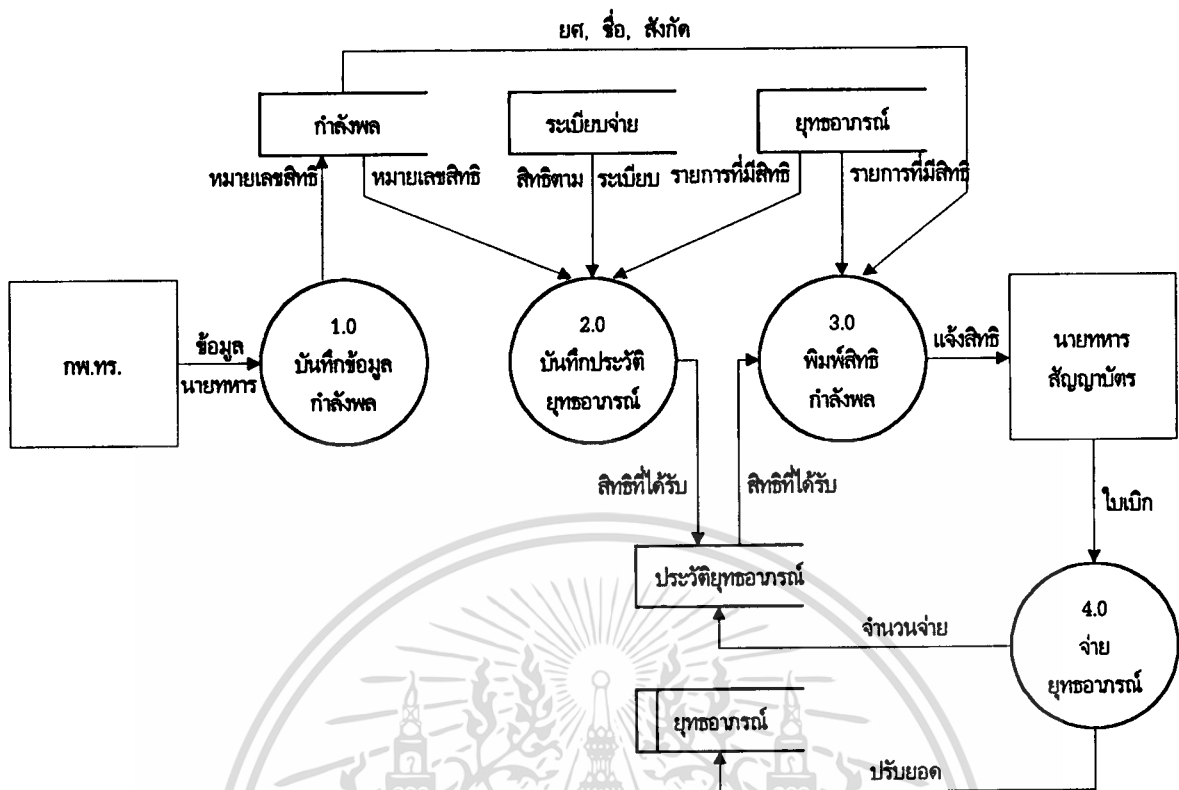 ยศ, ชื่อ, สังกัด
กำลังพล
ระเบียบจ่าย
ยุทธอาภรณ์
หมายเลขสิทธิ
หมายเลขสิทธิ
สิทธิตาม
ระเบียบ
รายการที่มีสิทธิ
รายการที่มีสิทธิ
กพ.ทร.
ข้อมูล
นายทหาร
1.0
บันทึกข้อมูล
กำลังพล
2.0
บันทึกประวัติ
ยุทธอาภรณ์
3.0
พิมพ์สิทธิ
กำลังพล
แจ้งสิทธิ
นายทหาร
สัญญาบัตร
สิทธิที่ได้รับ
สิทธิที่ได้รับ
ใบเบิก
ประวัติยุทธอาภรณ์
จำนวนจ่าย
4.0
จ่าย
ยุทธอาภรณ์
ยุทธอาภรณ์
ปรับยอด